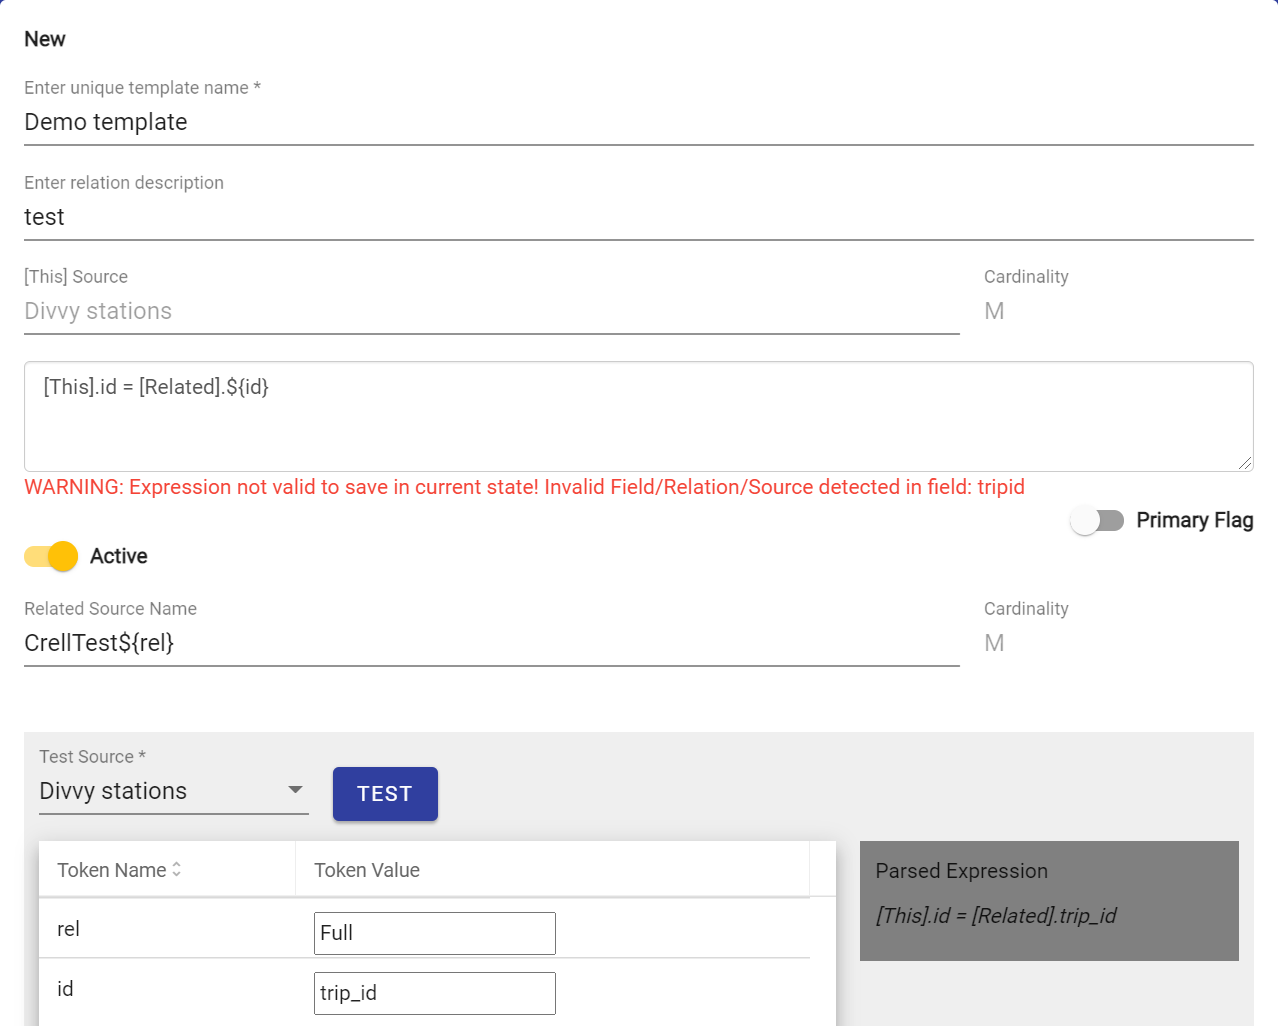 New
Enter unique template name *
Demo template
Enter relation description
test
[This] Source
Cardinality
Divvy stations
M
[This].id = [Related].${id}
WARNING: Expression not valid to save in current state! Invalid Field/Relation/Source detected in field: tripid
Primary Flag
Active
Related Source Name
Cardinality
CrellTest${rel}
M
Test Source *
Divvy stations
TEST
Token Name
Token Value
Parsed Expression
[This].id = [Related].trip_id
rel
Full
id
trip_id